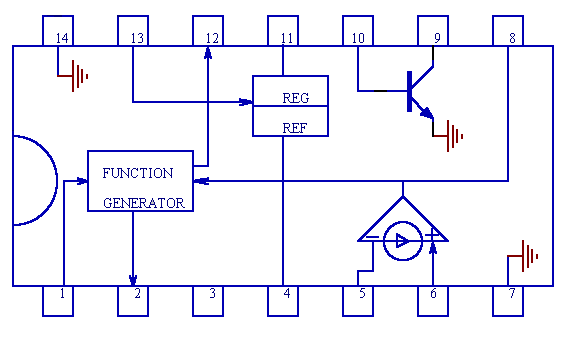 14 13 12 11 10 9 8
REG
REF
FUNCTION
GENERATOR
− +
1 2 3 4 5 6 7